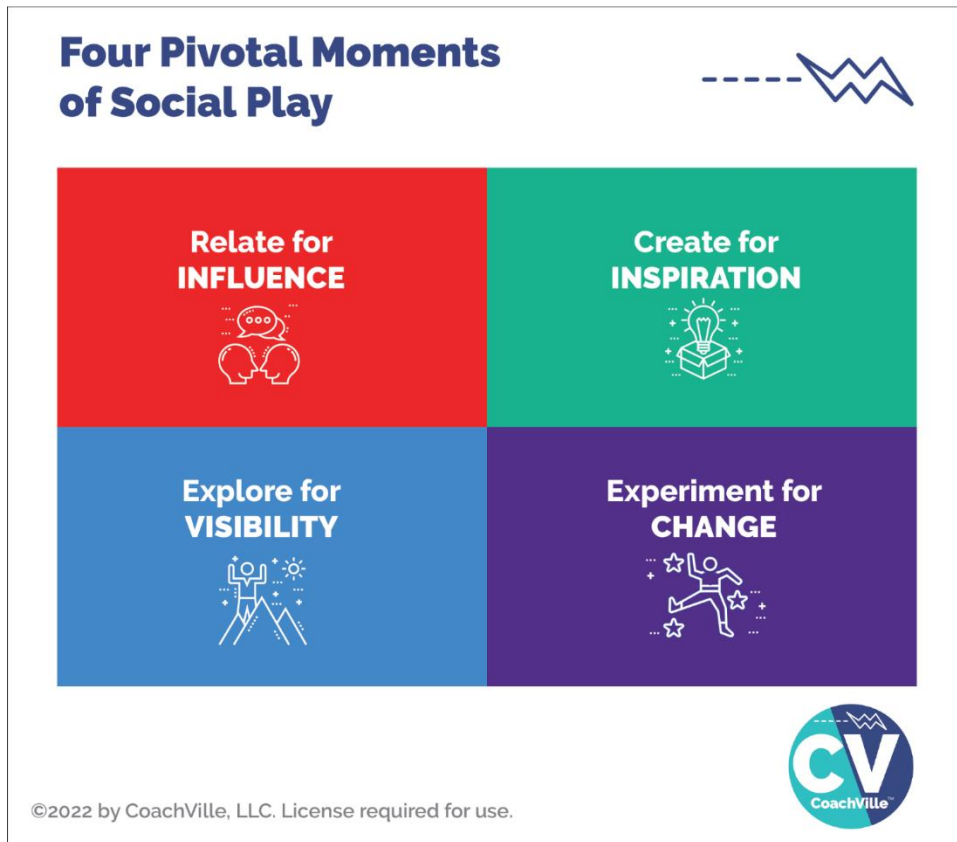 Four Pivotal Moments
of Social Play
Relate for
INFLUENCE
Create for
INSPIRATION
Explore for
VISIBILITY
Experiment for
CHANGE
CV
CoachVille™
©2022 by CoachVille, LLC. License required for use.